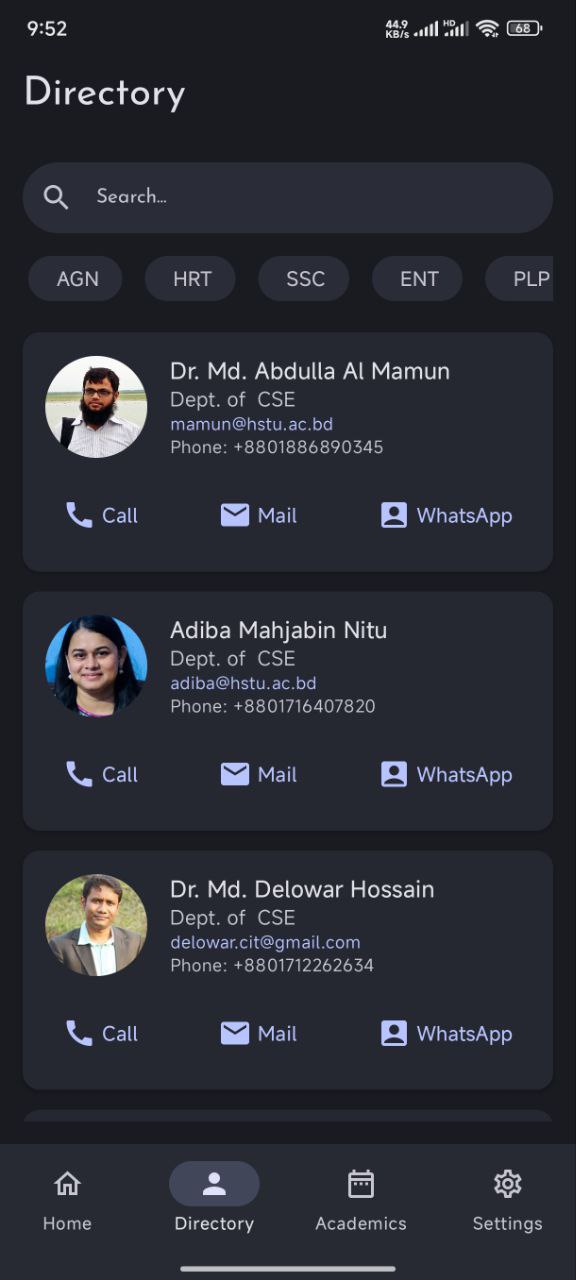 9:52
44.9 KB/s HD 68
Directory
Search...
AGN HRT SSC ENT PLP
Dr. Md. Abdulla Al Mamun
Dept. of CSE
mamun@hstu.ac.bd
Phone: +8801886890345
Call Mail WhatsApp
Adiba Mahjabin Nitu
Dept. of CSE
adiba@hstu.ac.bd
Phone: +8801716407820
Call Mail WhatsApp
Dr. Md. Delowar Hossain
Dept. of CSE
delowar.cit@gmail.com
Phone: +8801712262634
Call Mail WhatsApp
Home Directory Academics Settings